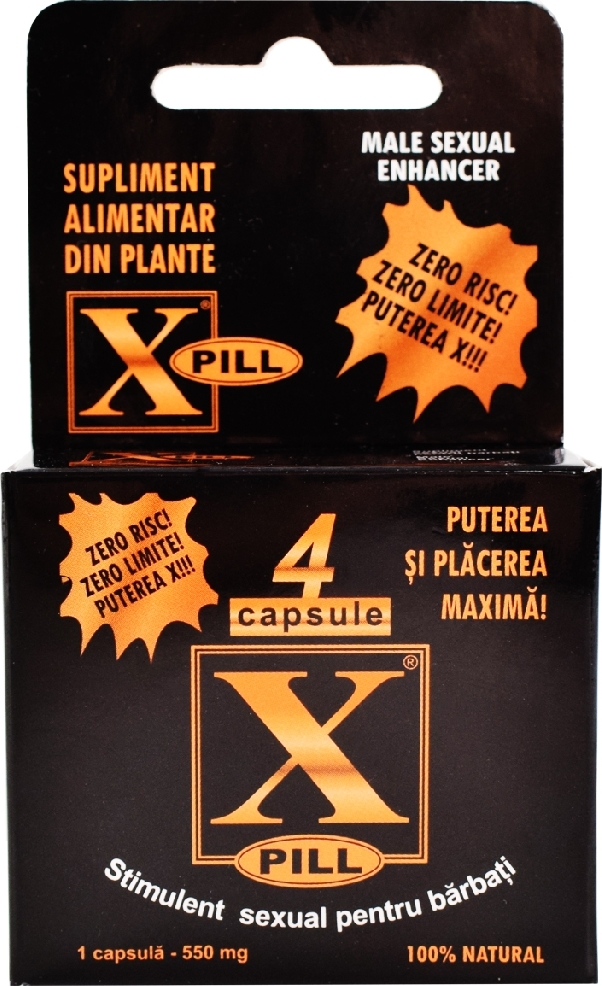 MALE SEXUAL
ENHANCER
SUPLIMENT
ALIMENTAR
DIN PLANTE
ZERO RISC!
ZERO LIMITE!
PUTEREA X!!!
X®
PILL
ZERO RISC!
ZERO LIMITE!
PUTEREA X!!!
4
capsule
PUTEREA
ȘI PLĂCEREA
MAXIMĂ!
X®
PILL
Stimulent sexual pentru bărbați
1 capsulă - 550 mg
100% NATURAL